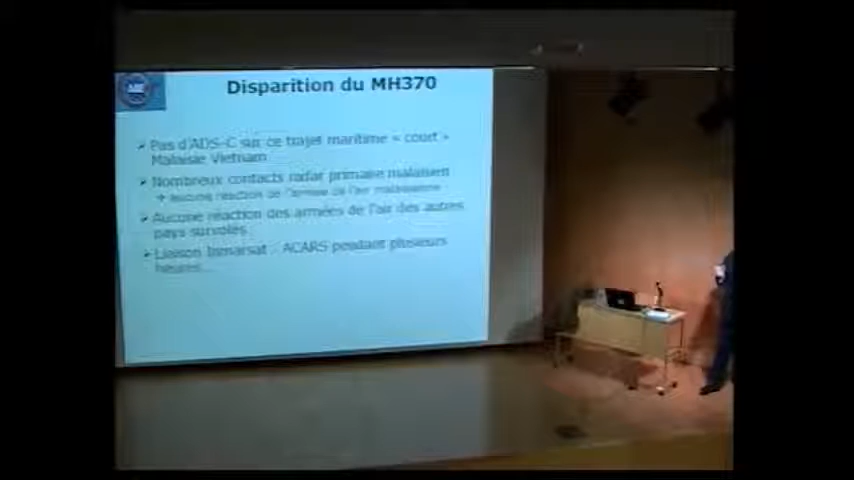 Disparition du MH370
Pas d'ADS-C sur ce trajet maritime « court »
Malaisie Vietnam
Nombreux contacts radar primaire malaisien
aucune réaction de l'armée de l'air malaisienne
Aucune réaction des armées de l'air des autres
pays survolés
Liaison Inmarsat : ACARS pendant plusieurs
heures...